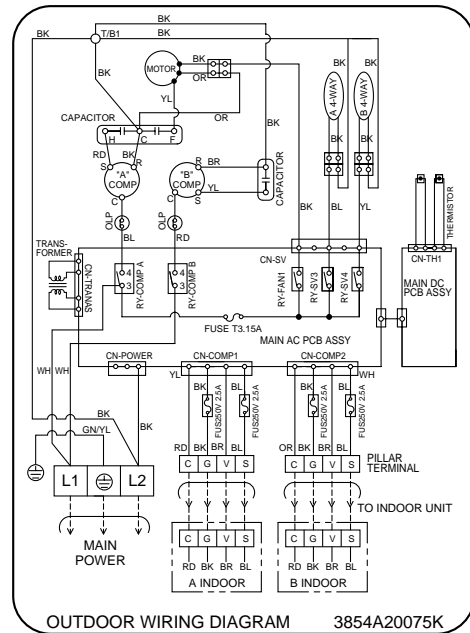 BK
BK
T/B1
BK
BK
MOTOR
BK
OR
BK
YL
OR
A 4-WAY
B 4-WAY
CAPACITOR
H
C
F
BK
BK
BK
RD
BK
S
R
"A"
COMP
C
R
BR
"B"
COMP
YL
C
S
CAPACITOR
THERMISTOR
OLP
BL
OLP
RD
BK
BL
YL
CN-SV
CN-TH1
MAIN DC
PCB ASSY
TRANS-
FORMER
CN-TRANAS
4
3
RY-COMP A
4
3
RY-COMP B
RY-FAN1
RY-SV3
RY-SV4
FUSE T3.15A
MAIN AC PCB ASSY
CN-POWER
CN-COMP1
CN-COMP2
WH
WH
YL
WH
BK
BL
BK
BL
FUS250V 2.5A
FUS250V 2.5A
FUS250V 2.5A
FUS250V 2.5A
BK
GN/YL
BK
RD BK BR BL
OR BK BR BL
L1
L2
C G V S
C G V S
PILLAR
TERMINAL
TO INDOOR UNIT
MAIN
POWER
C G V S
C G V S
RD BK BR BL
RD BK BR BL
A INDOOR
B INDOOR
OUTDOOR WIRING DIAGRAM 3854A20075K